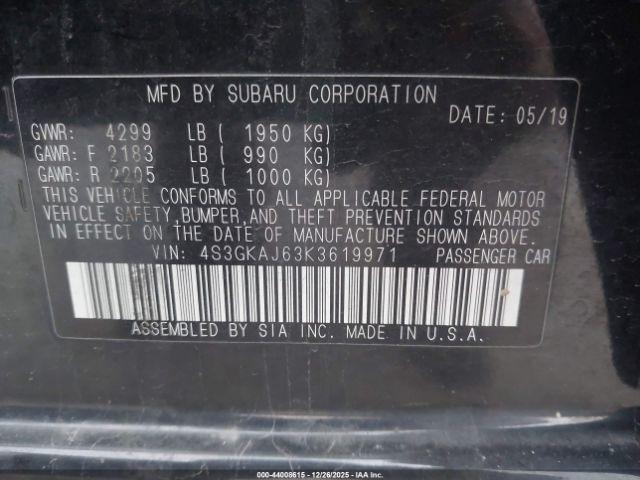 MFD BY SUBARU CORPORATION
DATE: 05/19
GVWR: 4299 LB ( 1950 KG)
GAWR: F 2183 LB ( 990 KG)
GAWR: R 2205 LB ( 1000 KG)
THIS VEHICLE CONFORMS TO ALL APPLICABLE FEDERAL MOTOR
VEHICLE SAFETY, BUMPER, AND THEFT PREVENTION STANDARDS
IN EFFECT ON THE DATE OF MANUFACTURE SHOWN ABOVE.
VIN: 4S3GKAJ63K3619971 PASSENGER CAR
ASSEMBLED BY SIA INC. MADE IN U.S.A.
000-44008615 - 12/26/2025 - IAAI, Inc.